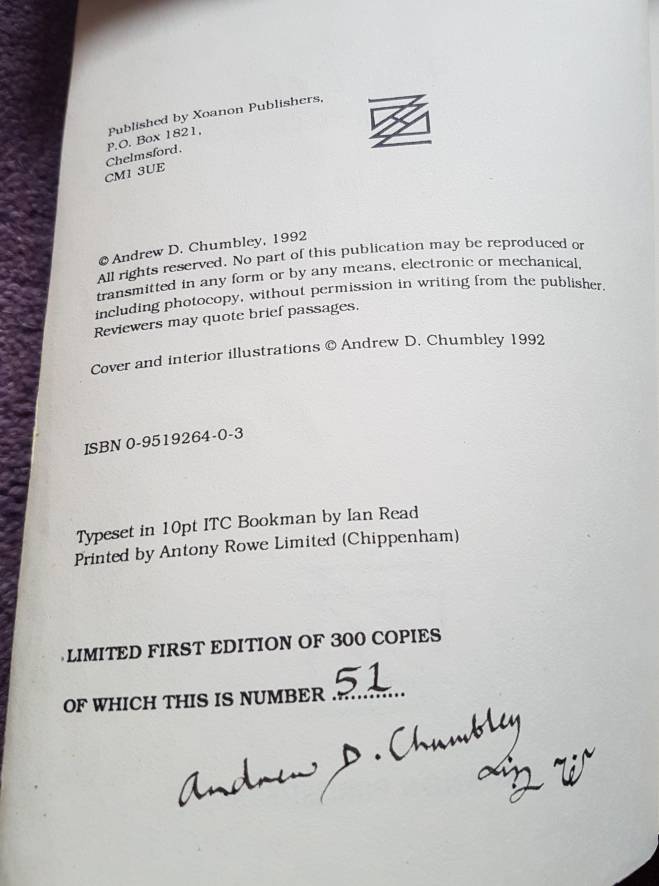 Published by Xoanon Publishers,
P.O. Box 1821,
Chelmsford.
CM1 3UE
© Andrew D. Chumbley, 1992
All rights reserved. No part of this publication may be reproduced or
transmitted in any form or by any means, electronic or mechanical,
including photocopy, without permission in writing from the publisher.
Reviewers may quote brief passages.
Cover and interior illustrations © Andrew D. Chumbley 1992
ISBN 0-9519264-0-3
Typeset in 10pt ITC Bookman by Ian Read
Printed by Antony Rowe Limited (Chippenham)
LIMITED FIRST EDITION OF 300 COPIES
OF WHICH THIS IS NUMBER 51
Andrew D. Chumbley